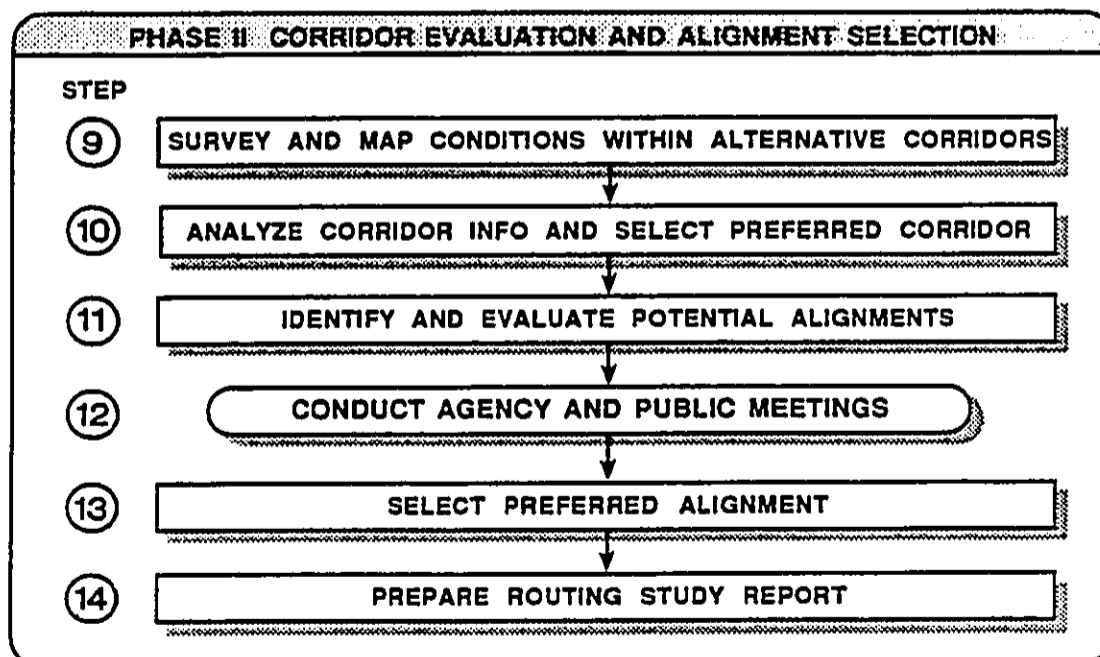 PHASE II CORRIDOR EVALUATION AND ALIGNMENT SELECTION
STEP
9 SURVEY AND MAP CONDITIONS WITHIN ALTERNATIVE CORRIDORS
10 ANALYZE CORRIDOR INFO AND SELECT PREFERRED CORRIDOR
11 IDENTIFY AND EVALUATE POTENTIAL ALIGNMENTS
12 CONDUCT AGENCY AND PUBLIC MEETINGS
13 SELECT PREFERRED ALIGNMENT
14 PREPARE ROUTING STUDY REPORT